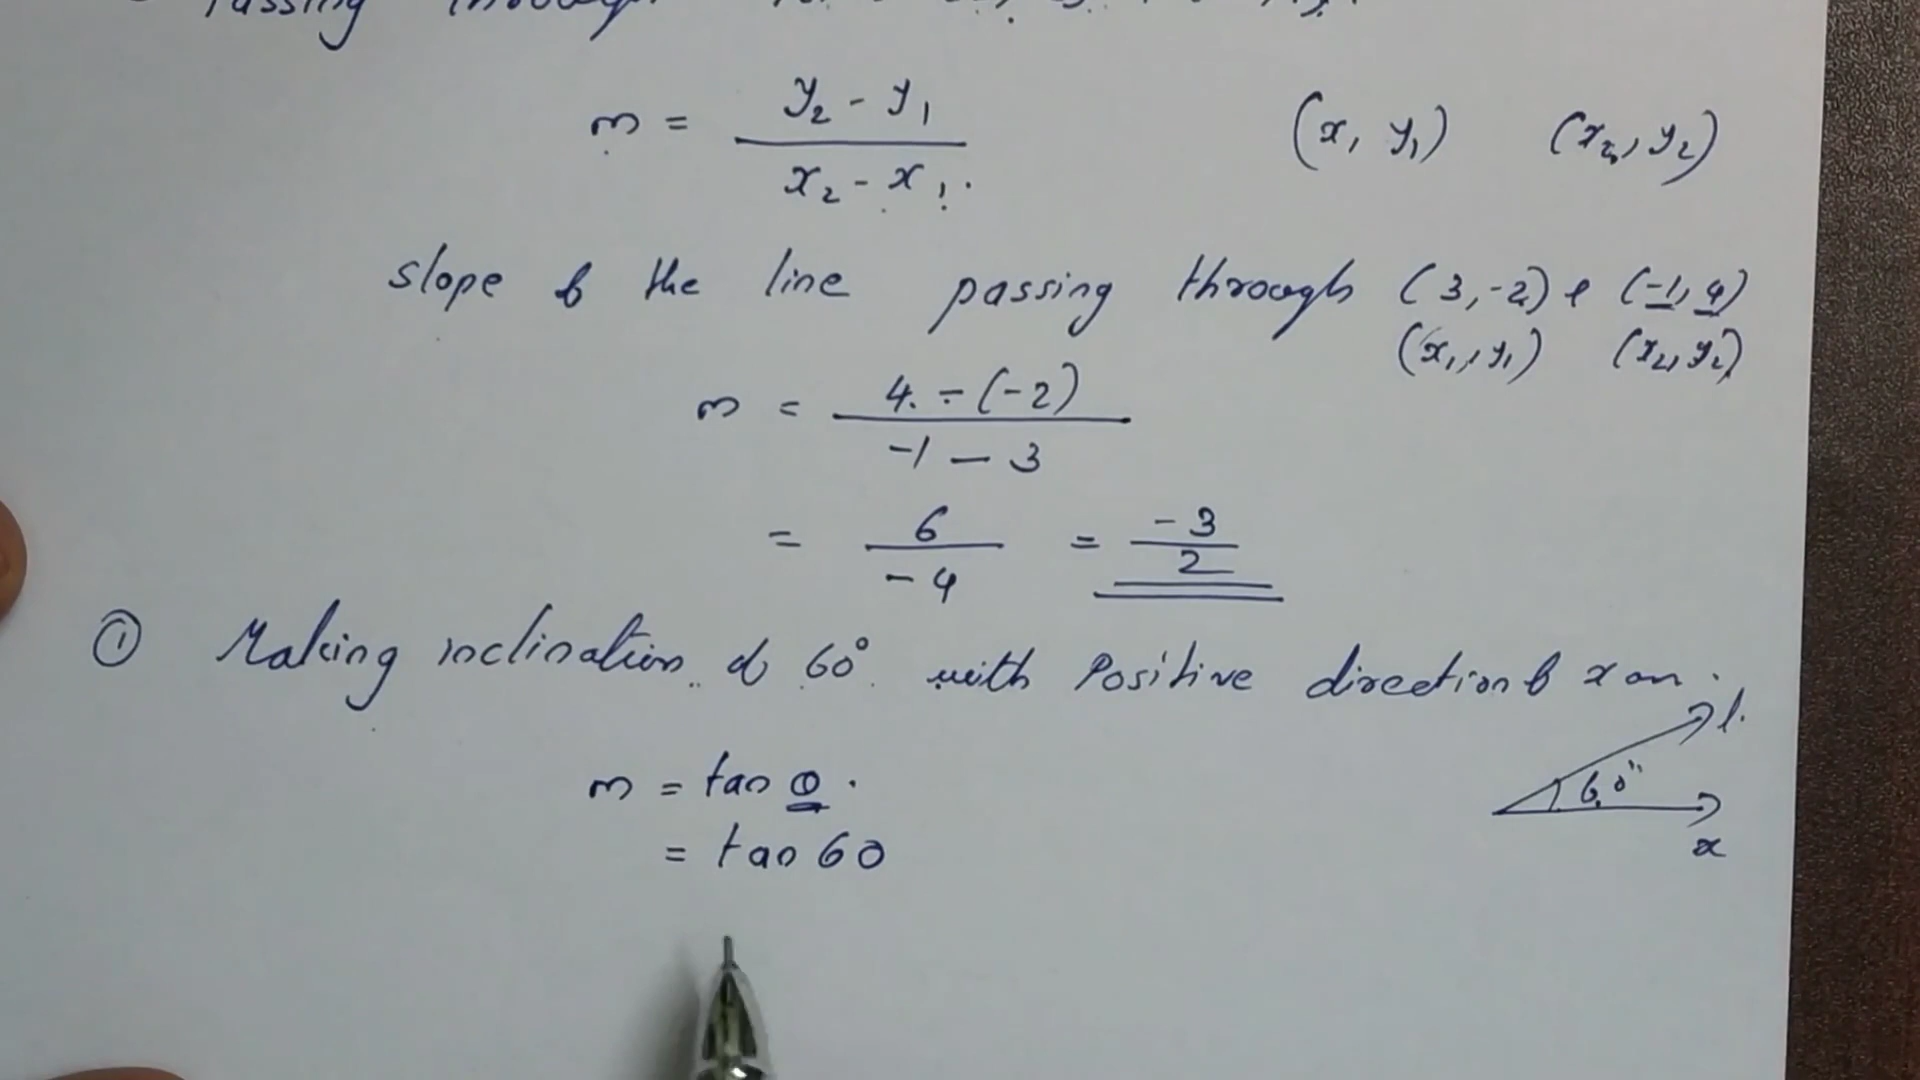 Passing through
m = y₂ - y₁ / x₂ - x₁. (x, y₁) (x₂, y₂)
slope of the line passing through (3, -2) & (-1, 4)
(x₁, y₁) (x₂, y₂)
m = 4. - (-2) / -1 - 3
= 6 / -4 = -3 / 2
① Making inclination of 60° with Positive direction of x
m = tan θ.
= tan 60
l.
60°
x